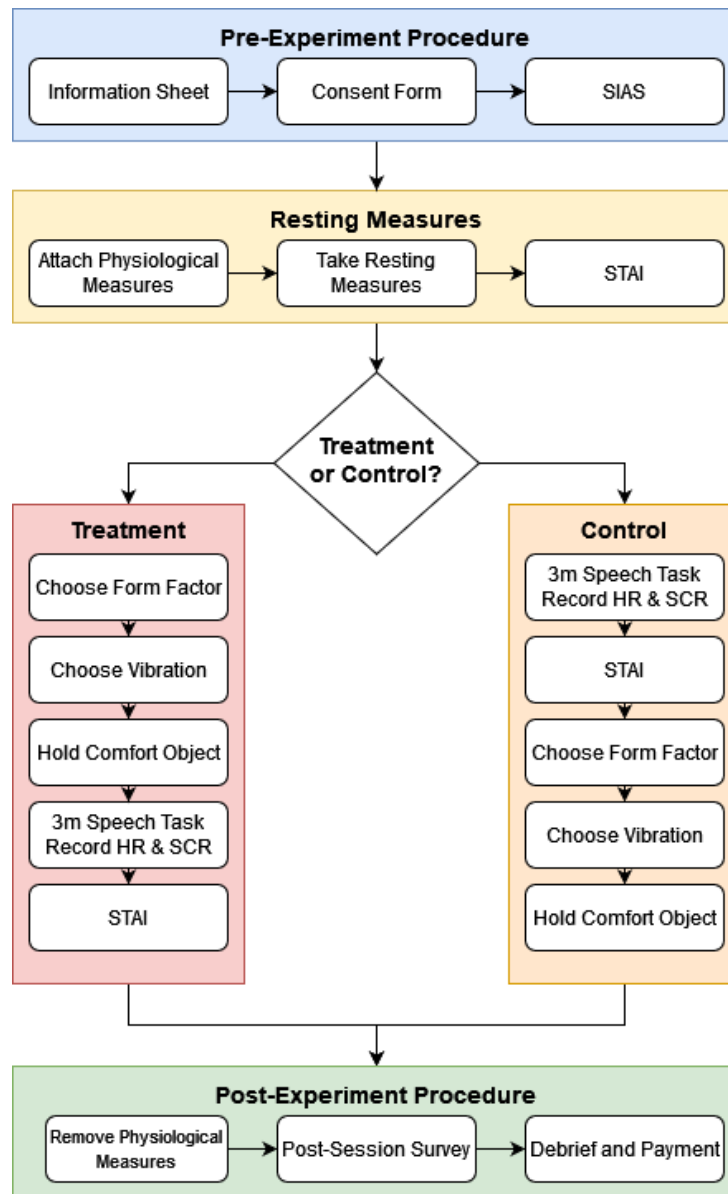 Pre-Experiment Procedure
Information Sheet
Consent Form
SIAS
Resting Measures
Attach Physiological
Measures
Take Resting
Measures
STAI
Treatment
or Control?
Treatment
Choose Form Factor
Choose Vibration
Hold Comfort Object
3m Speech Task
Record HR & SCR
STAI
Control
3m Speech Task
Record HR & SCR
STAI
Choose Form Factor
Choose Vibration
Hold Comfort Object
Post-Experiment Procedure
Remove Physiological
Measures
Post-Session Survey
Debrief and Payment